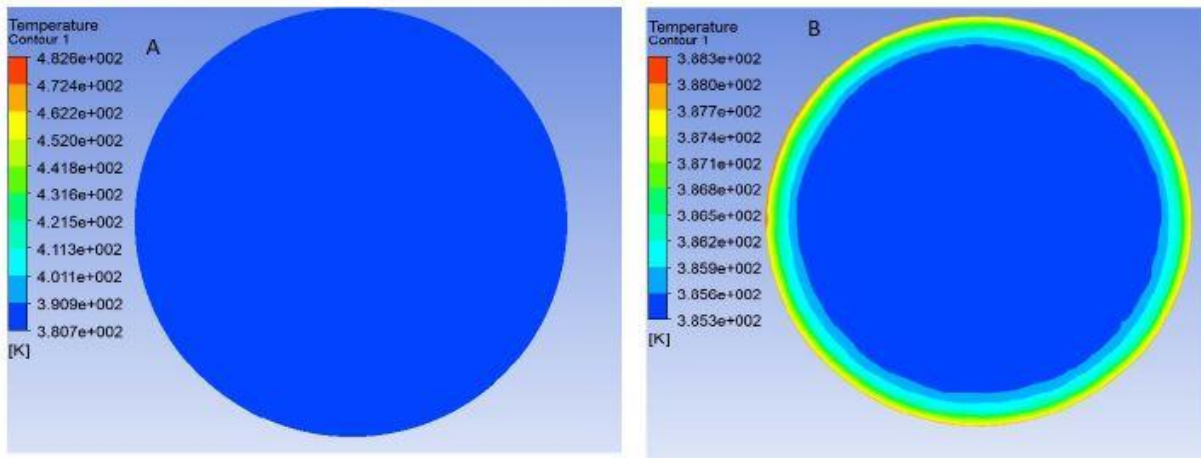 Temperature
Contour 1
A
4.826e+002
4.724e+002
4.622e+002
4.520e+002
4.418e+002
4.316e+002
4.215e+002
4.113e+002
4.011e+002
3.909e+002
3.807e+002
[K]
Temperature
Contour 1
B
3.883e+002
3.880e+002
3.877e+002
3.874e+002
3.871e+002
3.868e+002
3.865e+002
3.862e+002
3.859e+002
3.856e+002
3.853e+002
[K]